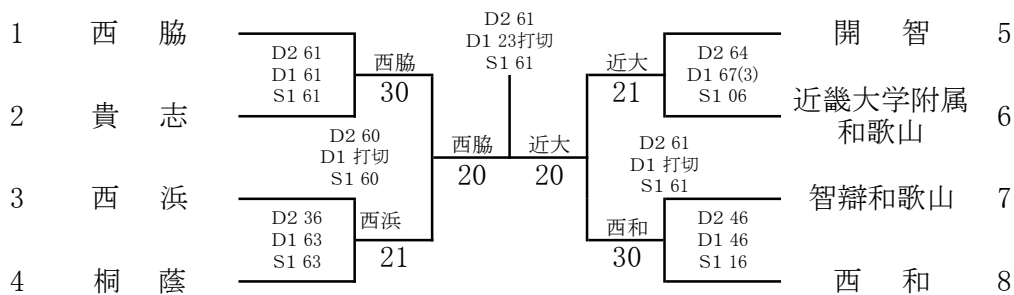 D2 61
D1 23打切
S1 61
1 西 脇
D2 61
D1 61
S1 61
西脇
30
2 貴 志
D2 60
D1 打切
S1 60
西脇
20
3 西 浜
D2 36
D1 63
S1 63
西浜
21
4 桐 蔭
開 智 5
D2 64
D1 67(3)
S1 06
近大
21
近畿大学附属
和歌山 6
D2 61
D1 打切
S1 61
近大
20
智辯和歌山 7
D2 46
D1 46
S1 16
西和
30
西 和 8